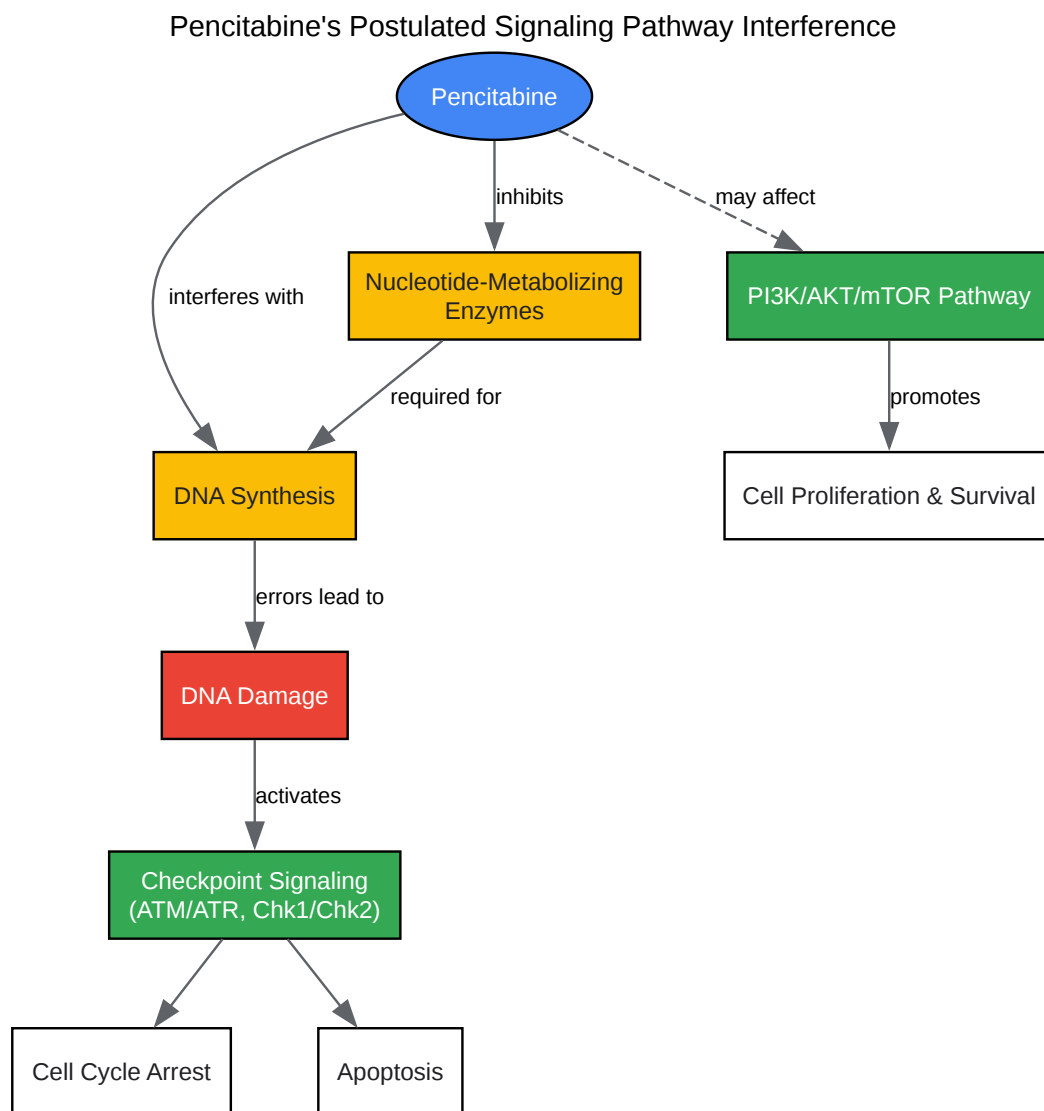 Pencitabine's Postulated Signaling Pathway Interference
Pencitabine
inhibits
may affect
interferes with
Nucleotide-Metabolizing
Enzymes
PI3K/AKT/mTOR Pathway
required for
promotes
DNA Synthesis
Cell Proliferation & Survival
errors lead to
DNA Damage
activates
Checkpoint Signaling
(ATM/ATR, Chk1/Chk2)
Cell Cycle Arrest
Apoptosis